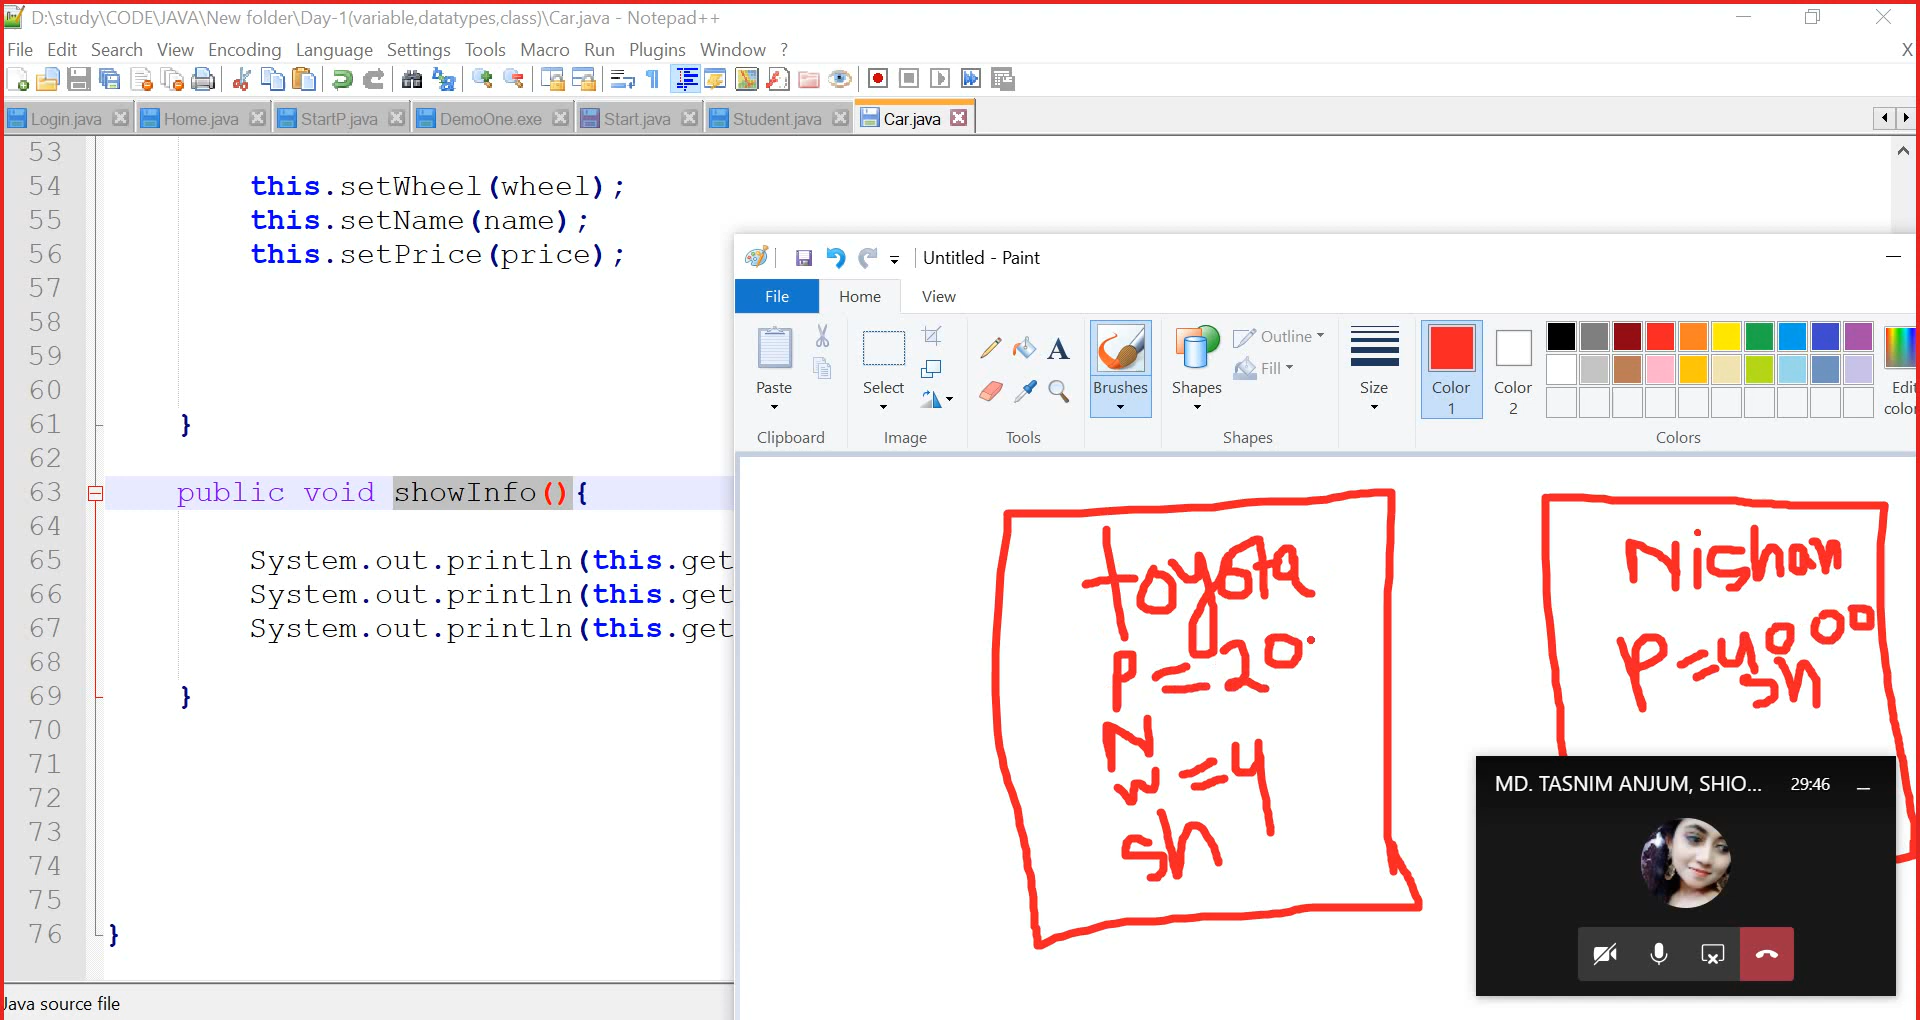 D:\study\CODE\JAVA\New folder\Day-1(variable,datatypes,class)\Car.java - Notepad++
File Edit Search View Encoding Language Settings Tools Macro Run Plugins Window ? X
Login.java Home.java StartP.java DemoOne.exe Start.java Student.java Car.java
53
54 this.setWheel(wheel);
55 this.setName(name);
56 this.setPrice(price);
57
58
59
60
61 }
62
63 public void showInfo(){
64
65 System.out.println(this.get
66 System.out.println(this.get
67 System.out.println(this.get
68
69 }
70
71
72
73
74
75
76 }
Java source file
Untitled - Paint
File Home View
Paste Select Brushes Shapes Outline Fill Size Color 1 Color 2 Edit colo
Clipboard Image Tools Shapes Colors
toyota
P=20
N
w=4
sh
Nishan
P=4000
sh
MD. TASNIM ANJUM, SHIO... 29:46